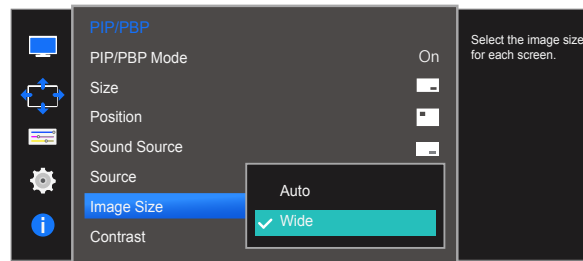 PIP/PBP
PIP/PBP Mode On
Size
Position
Sound Source
Source
Image Size
Contrast
Auto
Wide
Select the image size
for each screen.